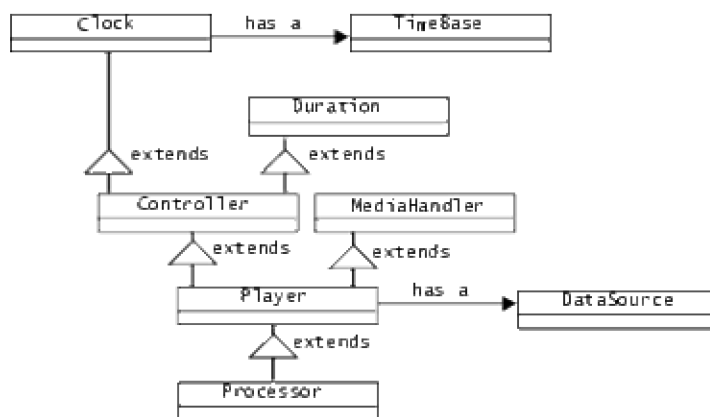 Clock
has a
TimeBase
Duration
extends
extends
Controller
MediaHandler
extends
extends
Player
has a
DataSource
extends
Processor